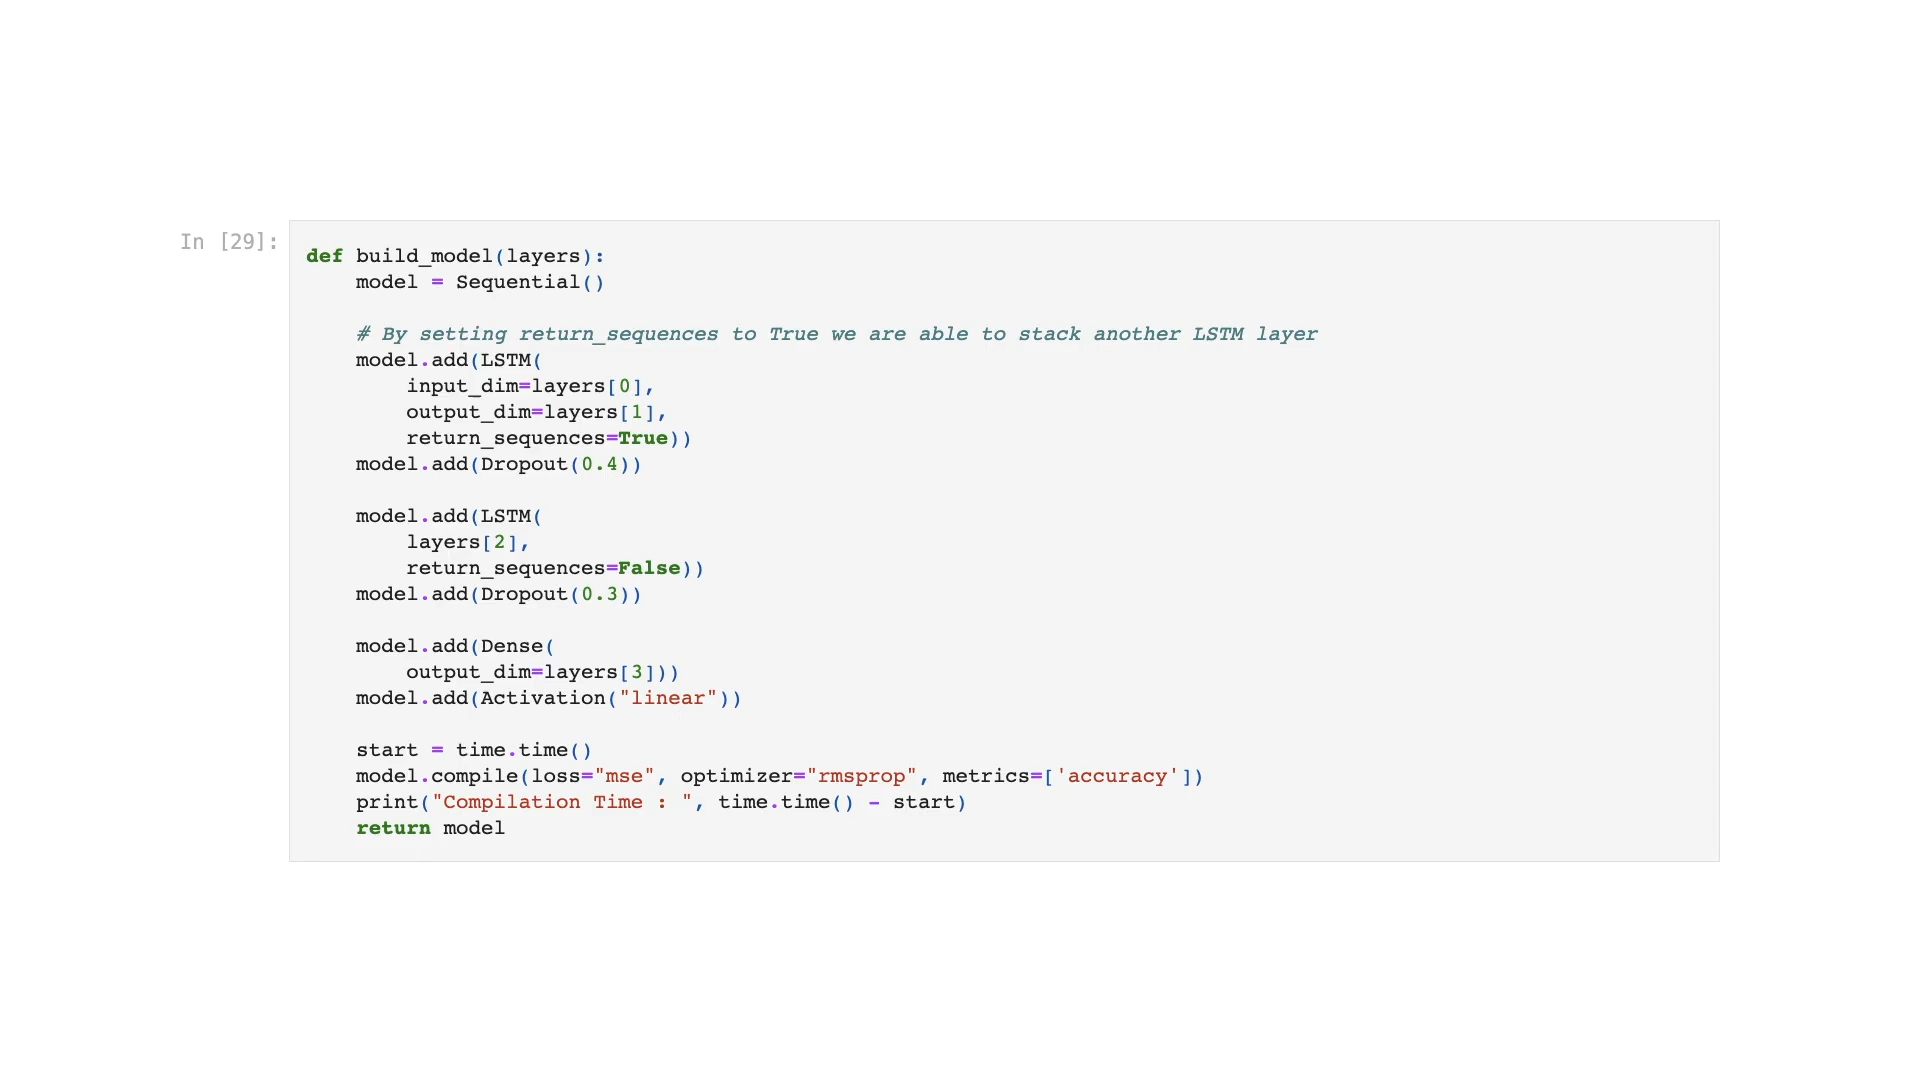 In [29]:
def build_model(layers):
    model = Sequential()

    # By setting return_sequences to True we are able to stack another LSTM layer
    model.add(LSTM(
        input_dim=layers[0],
        output_dim=layers[1],
        return_sequences=True))
    model.add(Dropout(0.4))

    model.add(LSTM(
        layers[2],
        return_sequences=False))
    model.add(Dropout(0.3))

    model.add(Dense(
        output_dim=layers[3]))
    model.add(Activation("linear"))

    start = time.time()
    model.compile(loss="mse", optimizer="rmsprop", metrics=['accuracy'])
    print("Compilation Time : ", time.time() - start)
    return model